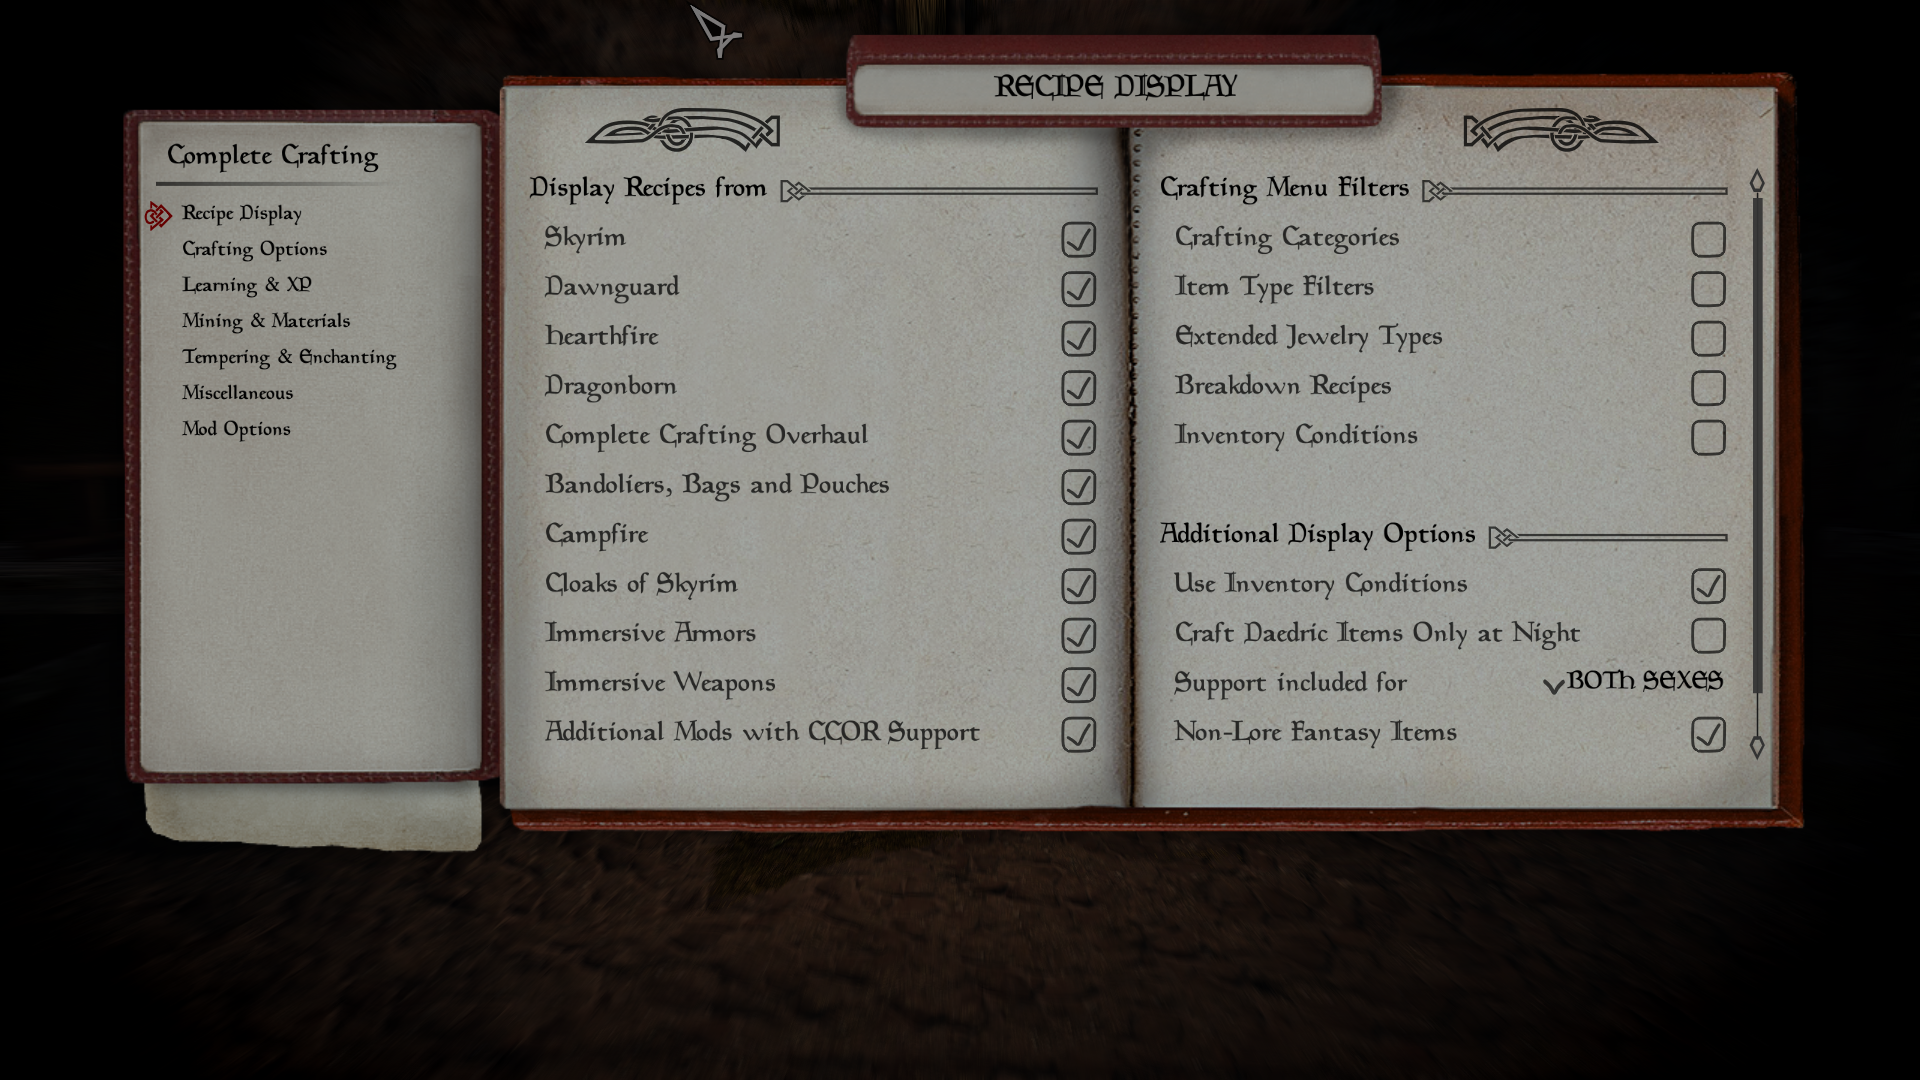 RECIPE DISPLAY
Complete Crafting
Recipe Display
Crafting Options
Learning & XP
Mining & Materials
Tempering & Enchanting
Miscellaneous
Mod Options
Display Recipes from
Skyrim
Dawnguard
Hearthfire
Dragonborn
Complete Crafting Overhaul
Bandoliers, Bags and Pouches
Campfire
Cloaks of Skyrim
Immersive Armors
Immersive Weapons
Additional Mods with CCOR Support
Crafting Menu Filters
Crafting Categories
Item Type Filters
Extended Jewelry Types
Breakdown Recipes
Inventory Conditions
Additional Display Options
Use Inventory Conditions
Craft Daedric Items Only at Night
Support included for BOTH SEXES
Non-Lore Fantasy Items